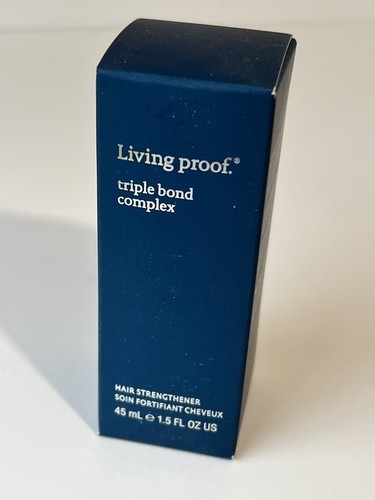 Living proof.®
triple bond
complex
HAIR STRENGTHENER
SOIN FORTIFIANT CHEVEUX
45 mL ℮ 1.5 FL OZ US